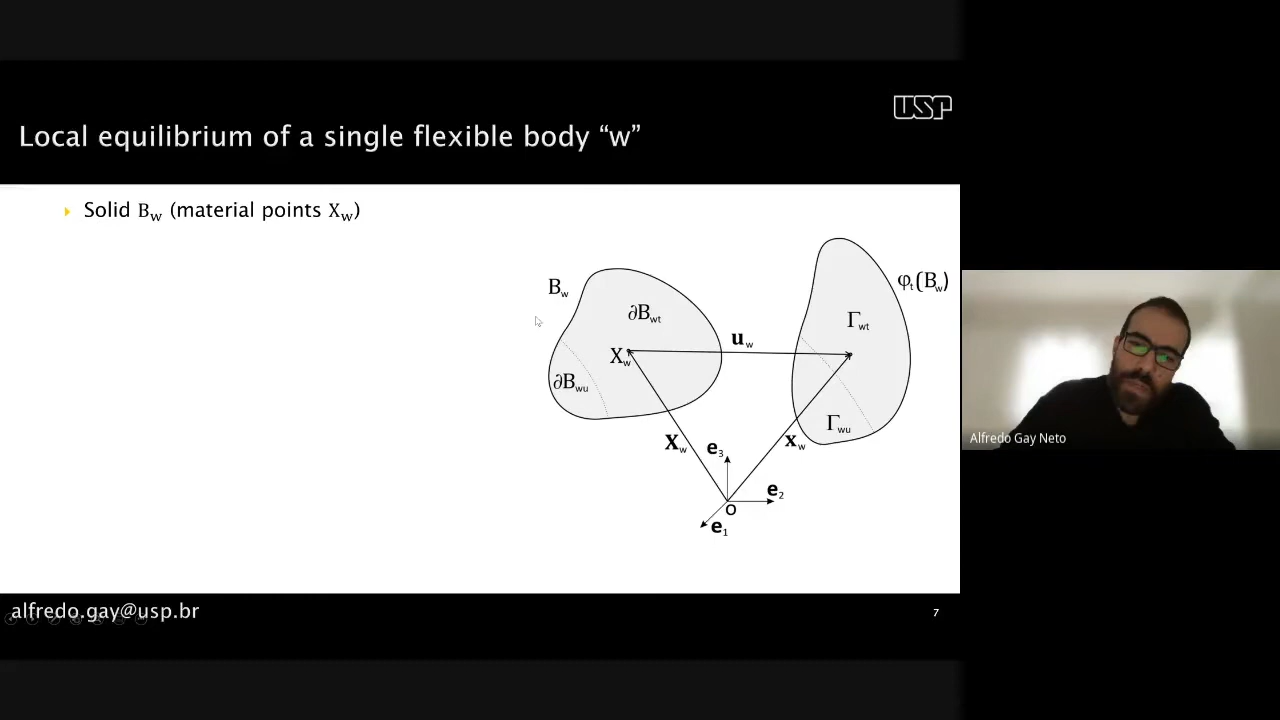 USP
Local equilibrium of a single flexible body “w”
Solid B_w (material points X_w)
B_w
∂B_wt
X_w
∂B_wu
u_w
φ_t(B_w)
Γ_wt
Γ_wu
X_w
x_w
e_3
e_2
O
e_1
Alfredo Gay Neto
alfredo.gay@usp.br
7